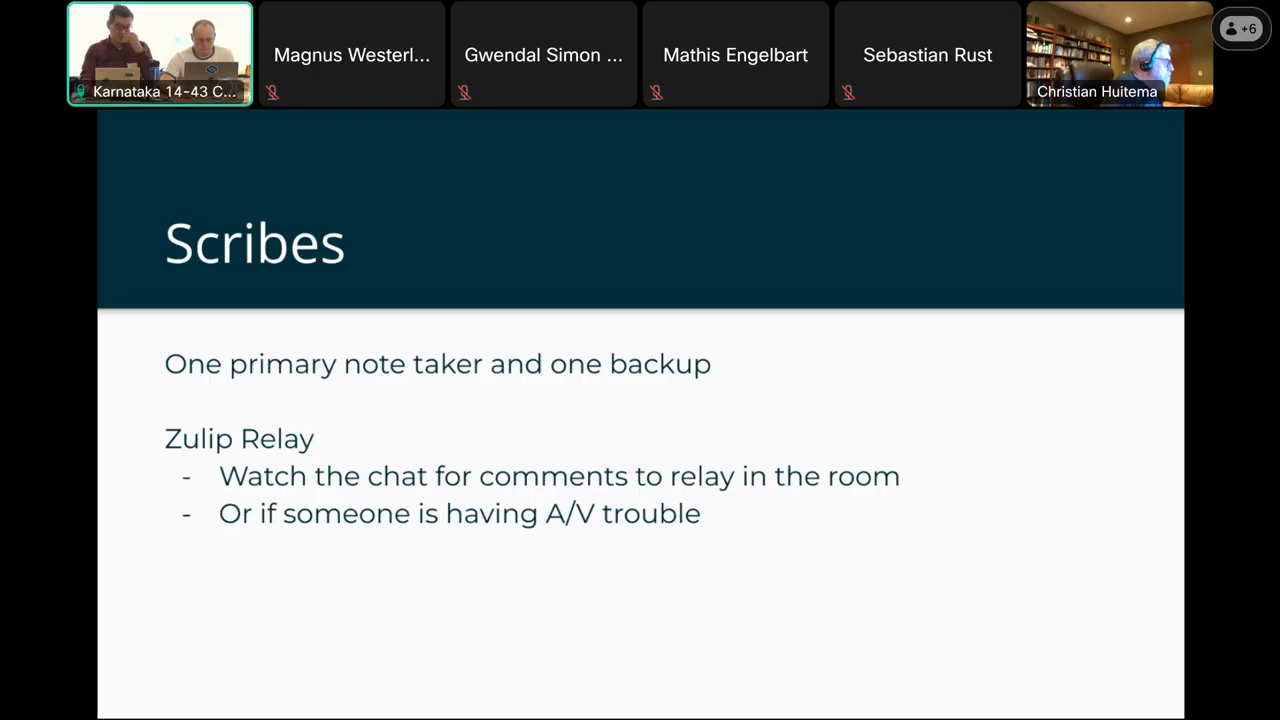 Karnataka 14-43 C...
Magnus Westerl...
Gwendal Simon ...
Mathis Engelbart
Sebastian Rust
Christian Huitema
+6
Scribes
One primary note taker and one backup
Zulip Relay
- Watch the chat for comments to relay in the room
- Or if someone is having A/V trouble